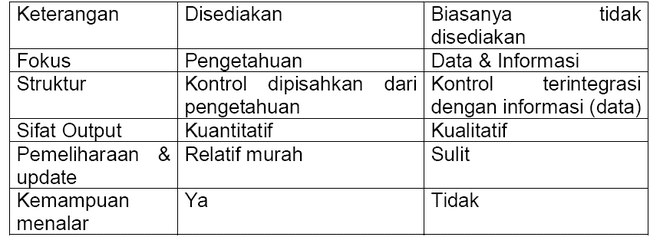 Keterangan Disediakan Biasanya tidak
disediakan
Fokus Pengetahuan Data & Informasi
Struktur Kontrol dipisahkan dari Kontrol terintegrasi
pengetahuan dengan informasi (data)
Sifat Output Kuantitatif Kualitatif
Pemeliharaan & Relatif murah Sulit
update
Kemampuan Ya Tidak
menalar